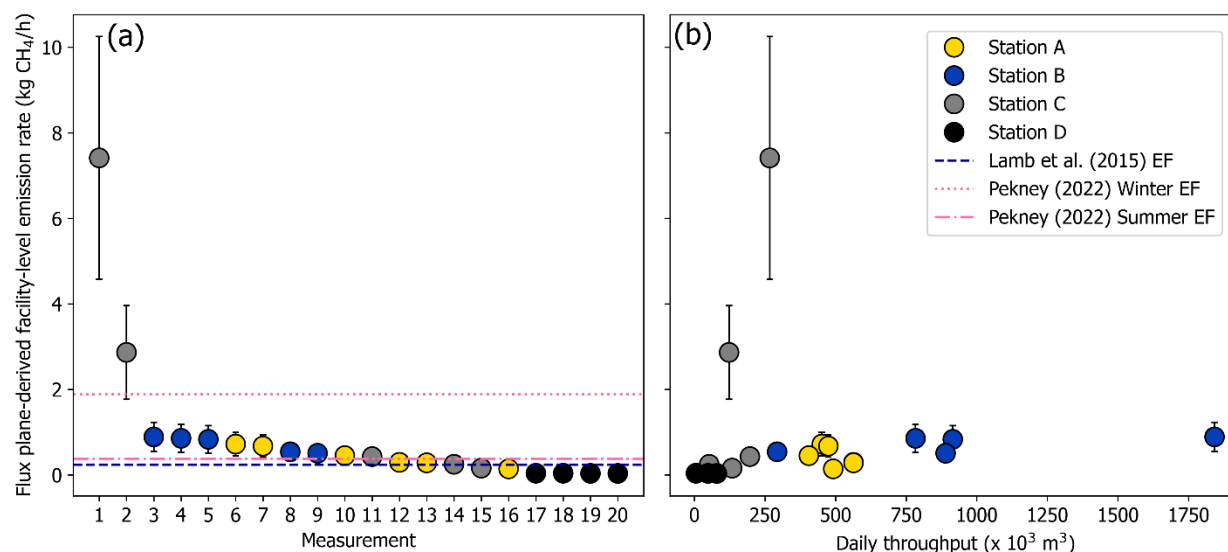 (a)
(b)
Flux plane-derived facility-level emission rate (kg CH₄/h)
10
8
6
4
2
0
1 2 3 4 5 6 7 8 9 10 11 12 13 14 15 16 17 18 19 20
Measurement
Station A
Station B
Station C
Station D
Lamb et al. (2015) EF
Pekney (2022) Winter EF
Pekney (2022) Summer EF
0 250 500 750 1000 1250 1500 1750
Daily throughput (x 10³ m³)